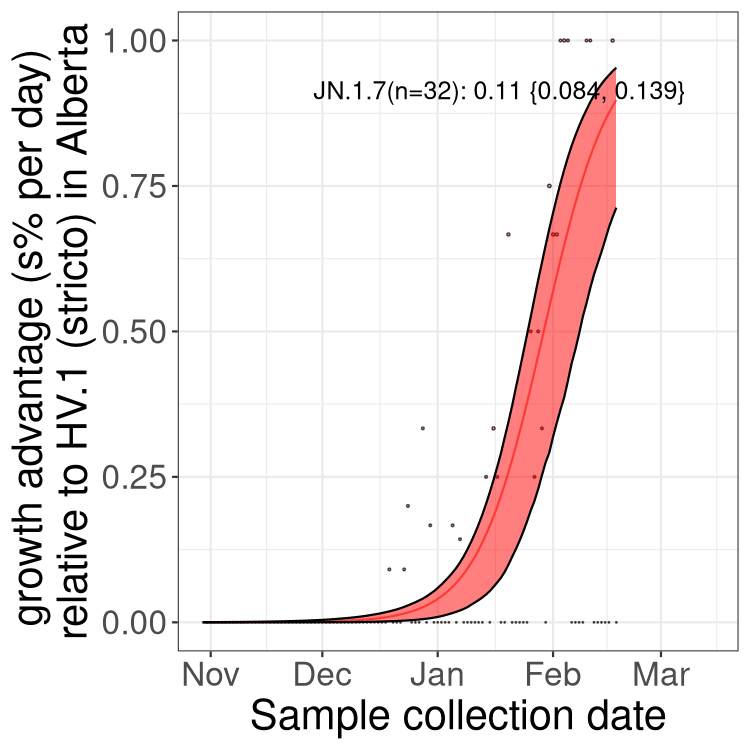 growth advantage (s% per day)
relative to HV.1 (stricto) in Alberta
1.00
0.75
0.50
0.25
0.00
JN.1.7(n=32): 0.11 {0.084, 0.139}
Nov Dec Jan Feb Mar
Sample collection date